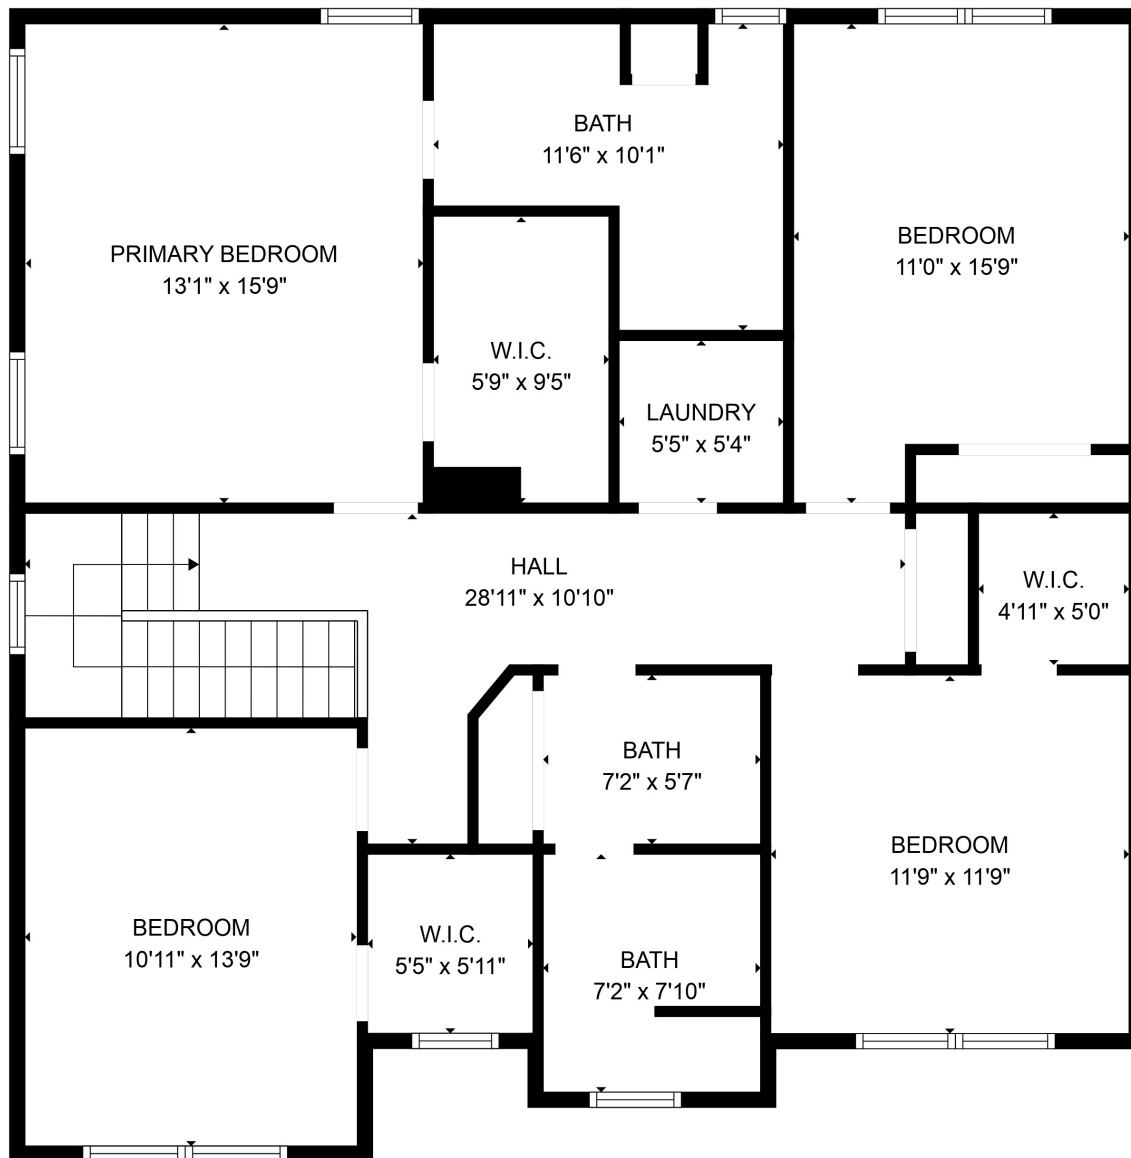 BATH
11'6" x 10'1"
PRIMARY BEDROOM
13'1" x 15'9"
BEDROOM
11'0" x 15'9"
W.I.C.
5'9" x 9'5"
LAUNDRY
5'5" x 5'4"
HALL
28'11" x 10'10"
W.I.C.
4'11" x 5'0"
BATH
7'2" x 5'7"
BEDROOM
11'9" x 11'9"
BEDROOM
10'11" x 13'9"
W.I.C.
5'5" x 5'11"
BATH
7'2" x 7'10"